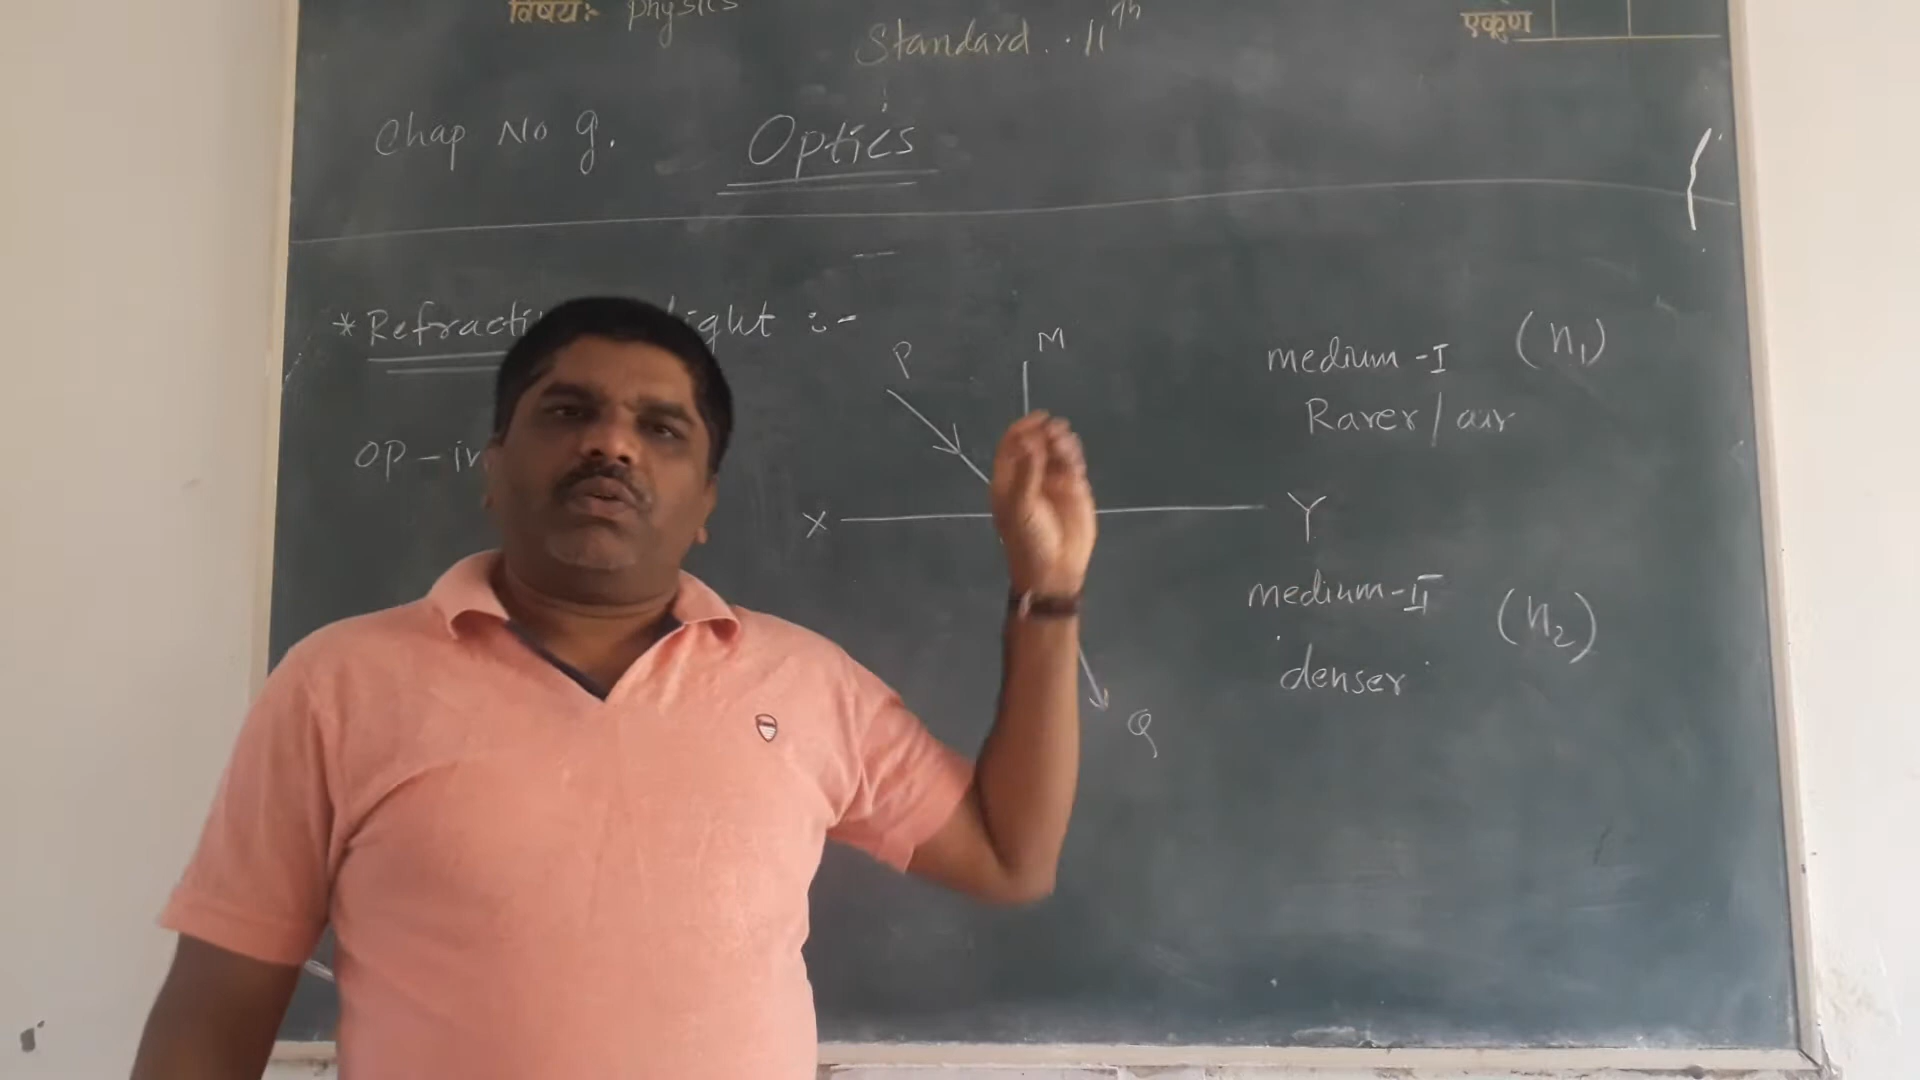 विषय:- Physics
एकूण
Standard : 11th
Chap No 9. Optics
* Refracti light :-
P
M
medium -I (n₁)
Rarer/air
OP - in
X
Y
medium-II (n₂)
denser
Q